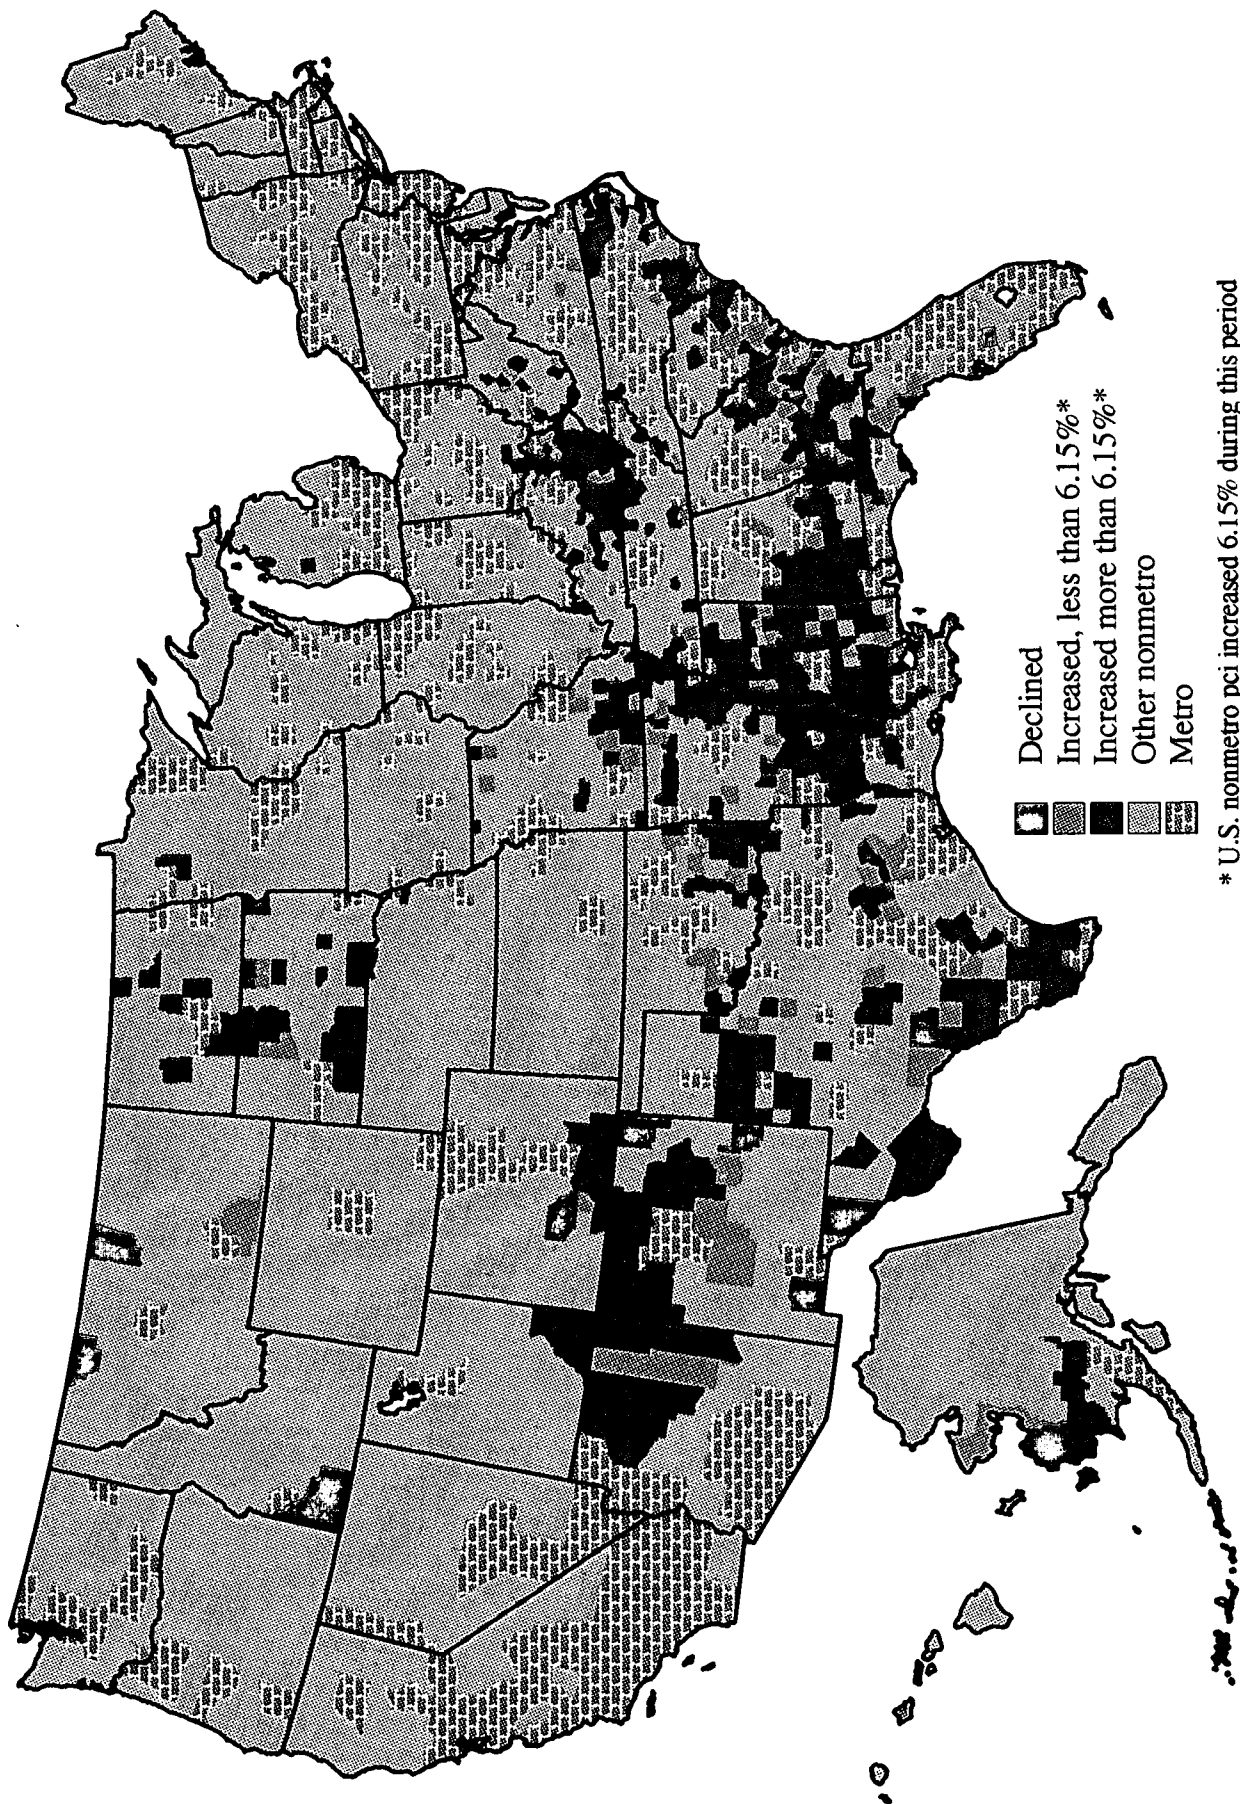 Declined
Increased, less than 6.15%*
Increased more than 6.15%*
Other nonmetro
Metro
* U.S. nonmetro pci increased 6.15% during this period